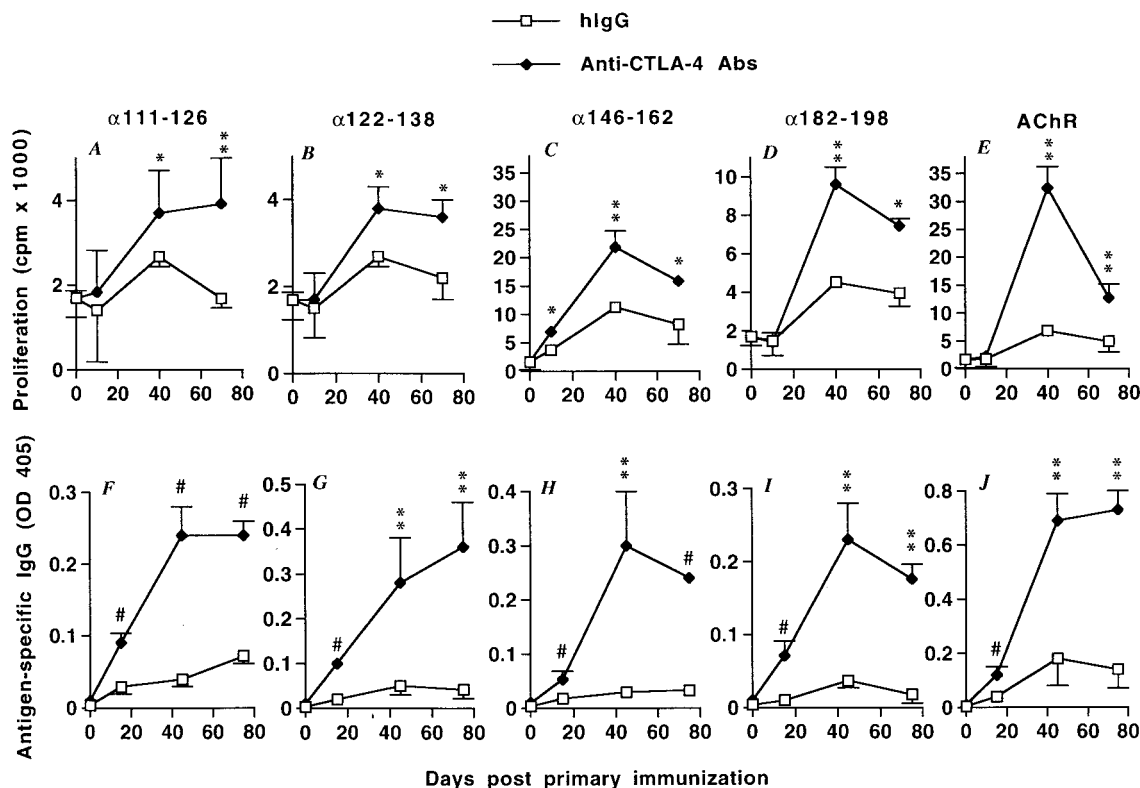 hIgG
Anti-CTLA-4 Abs
α111-126
α122-138
α146-162
α182-198
AChR
Proliferation (cpm x 1000)
A
*
**
4
2
0
0 20 40 60 80
B
*
*
4
2
0
0 20 40 60 80
C
*
**
*
35
30
25
20
15
10
5
0
0 20 40 60 80
D
**
*
10
8
6
4
2
0
0 20 40 60 80
E
**
**
35
30
25
20
15
10
5
0
0 20 40 60 80
Antigen-specific IgG (OD 405)
F
#
#
#
0.3
0.2
0.1
0
0 20 40 60 80
G
#
**
**
0.5
0.4
0.3
0.2
0.1
0
0 20 40 60 80
H
#
**
#
0.4
0.3
0.2
0.1
0
0 20 40 60 80
I
#
**
**
0.3
0.2
0.1
0
0 20 40 60 80
J
#
**
**
0.8
0.6
0.4
0.2
0.0
0 20 40 60 80
Days post primary immunization